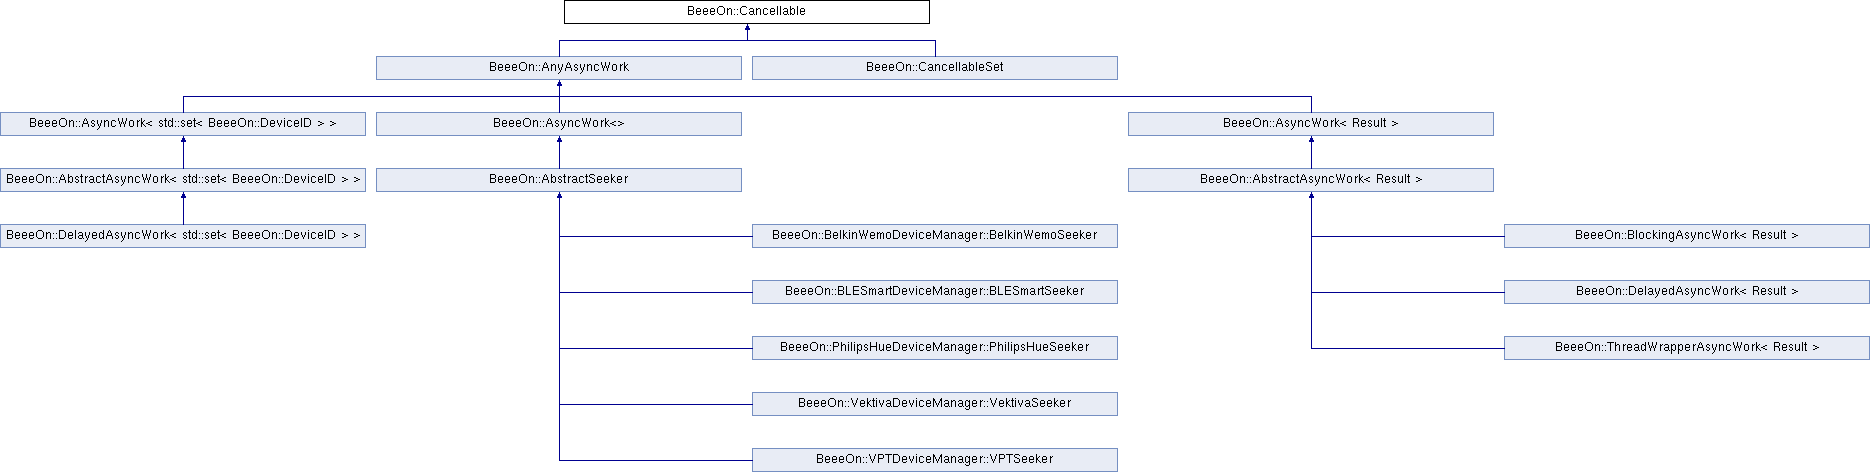 BeeeOn::Cancellable
BeeeOn::AnyAsyncWork
BeeeOn::CancellableSet
BeeeOn::AsyncWork< std::set< BeeeOn::DeviceID > >
BeeeOn::AsyncWork<>
BeeeOn::AsyncWork< Result >
BeeeOn::AbstractAsyncWork< std::set< BeeeOn::DeviceID > >
BeeeOn::AbstractSeeker
BeeeOn::AbstractAsyncWork< Result >
BeeeOn::DelayedAsyncWork< std::set< BeeeOn::DeviceID > >
BeeeOn::BelkinWemoDeviceManager::BelkinWemoSeeker
BeeeOn::BlockingAsyncWork< Result >
BeeeOn::BLESmartDeviceManager::BLESmartSeeker
BeeeOn::DelayedAsyncWork< Result >
BeeeOn::PhilipsHueDeviceManager::PhilipsHueSeeker
BeeeOn::ThreadWrapperAsyncWork< Result >
BeeeOn::VektivaDeviceManager::VektivaSeeker
BeeeOn::VPTDeviceManager::VPTSeeker